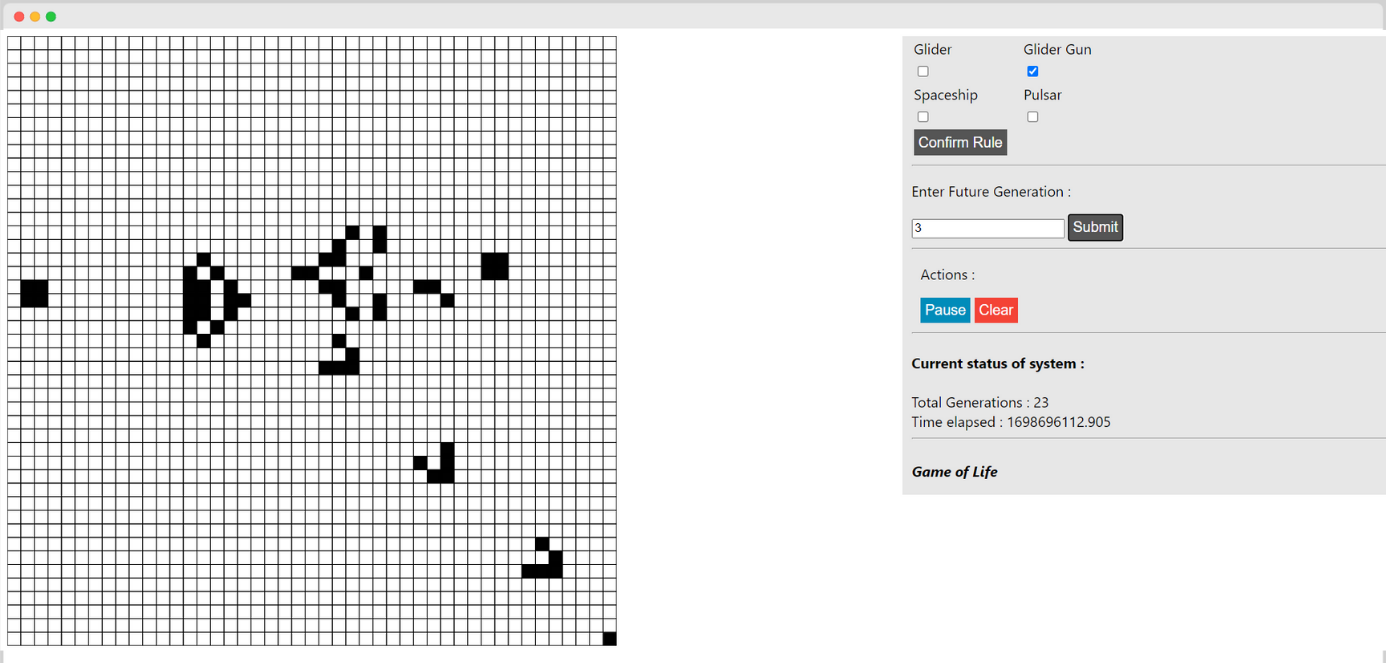 Glider Glider Gun
Spaceship Pulsar
Confirm Rule
Enter Future Generation :
3 Submit
Actions :
Pause Clear
Current status of system :
Total Generations : 23
Time elapsed : 1698696112.905
Game of Life